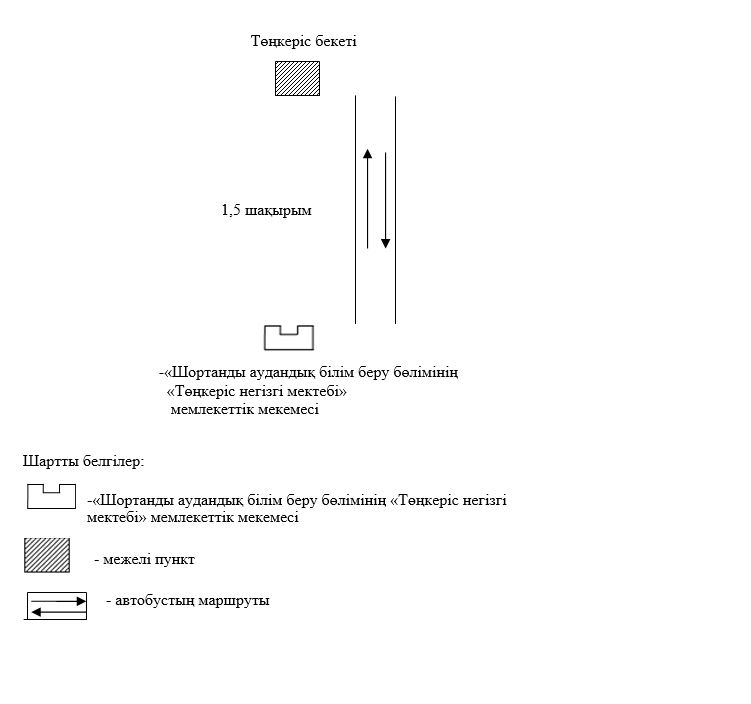 Төңкеріс бекеті
1,5 шақырым
-«Шортанды аудандық білім беру бөлімінің
«Төңкеріс негізгі мектебі»
мемлекеттік мекемесі
Шартты белгілер:
-«Шортанды аудандық білім беру бөлімінің «Төңкеріс негізгі
мектебі» мемлекеттік мекемесі
- межелі пункт
- автобустың маршруты